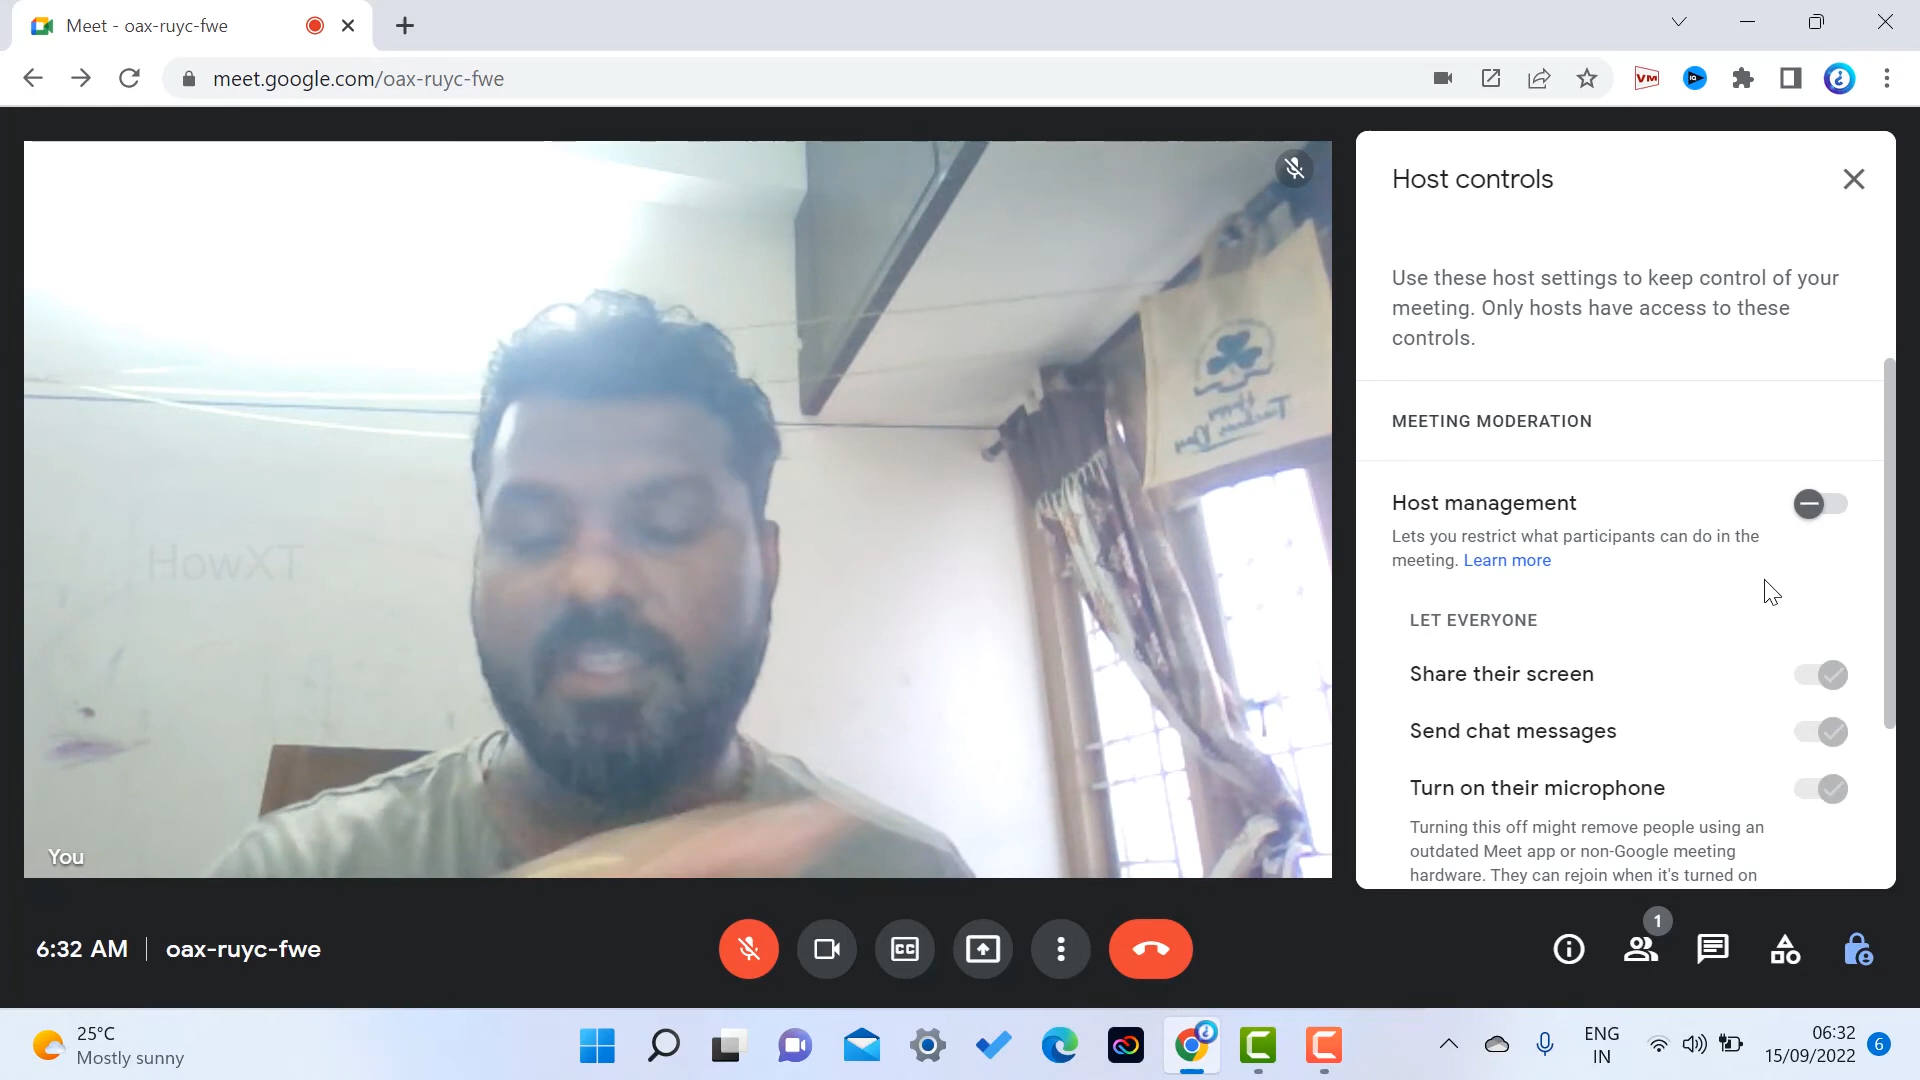 Meet - oax-ruyc-fwe
meet.google.com/oax-ruyc-fwe
VM
Host controls
Use these host settings to keep control of your
meeting. Only hosts have access to these
controls.
MEETING MODERATION
Host management
Lets you restrict what participants can do in the
meeting. Learn more
LET EVERYONE
Share their screen
Send chat messages
Turn on their microphone
Turning this off might remove people using an
outdated Meet app or non-Google meeting
hardware. They can rejoin when it's turned on
HowXT
Happy
Teachers Day
You
6:32 AM
oax-ruyc-fwe
CC
1
25°C
Mostly sunny
ENG
IN
06:32
15/09/2022
6